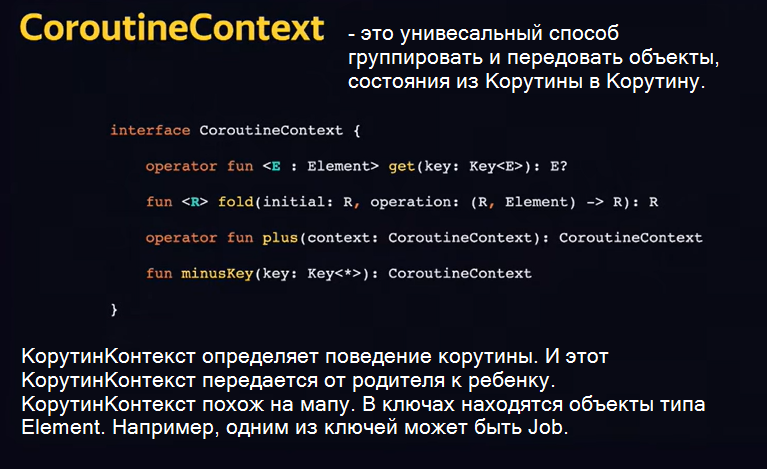 CoroutineContext
- это унивесальный способ
группировать и передовать объекты,
состояния из Корутины в Корутину.
interface CoroutineContext {
operator fun <E : Element> get(key: Key<E>): E?
fun <R> fold(initial: R, operation: (R, Element) -> R): R
operator fun plus(context: CoroutineContext): CoroutineContext
fun minusKey(key: Key<*>): CoroutineContext
}
КорутинКонтекст определяет поведение корутины. И этот
КорутинКонтекст передается от родителя к ребенку.
КорутинКонтекст похож на мапу. В ключах находятся объекты типа
Element. Например, одним из ключей может быть Job.